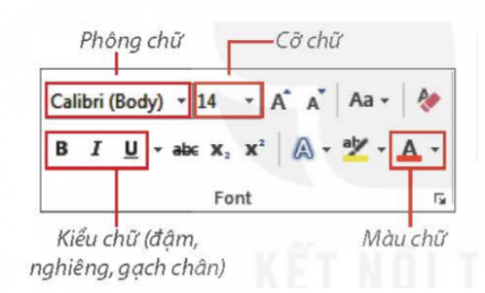 Phông chữ
Cỡ chữ
Calibri (Body) 14 A A Aa
B I U abc x₂ x² A ab A
Font
Kiểu chữ (đậm,
nghiêng, gạch chân)
Màu chữ
KẾT NỐI T